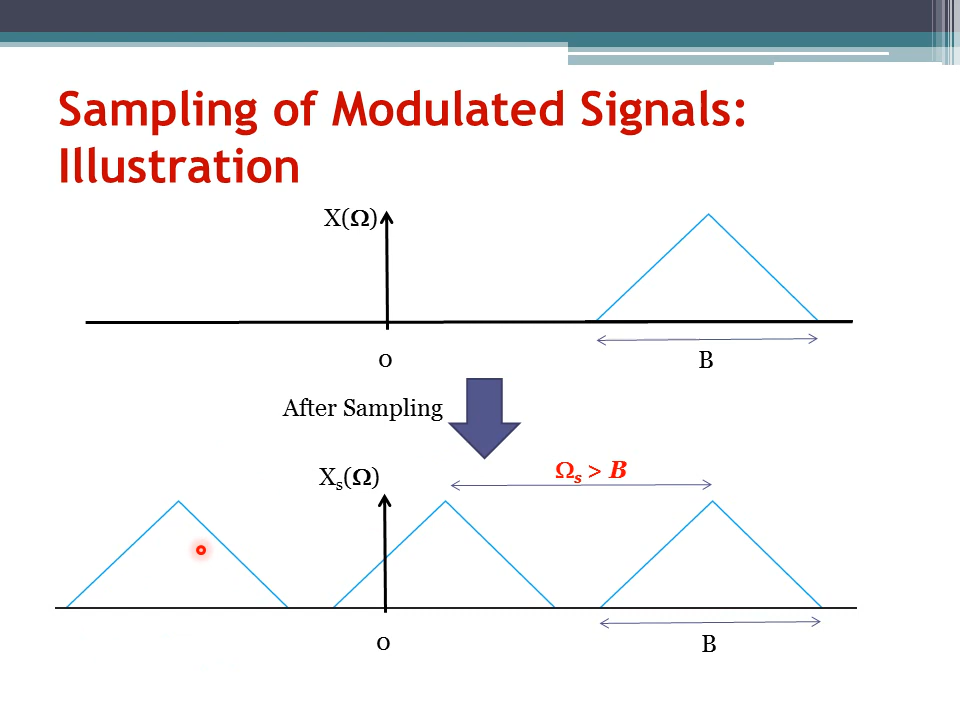 Sampling of Modulated Signals:
Illustration
X(Ω)
0
B
After Sampling
Xs(Ω)
Ωs > B
0
B